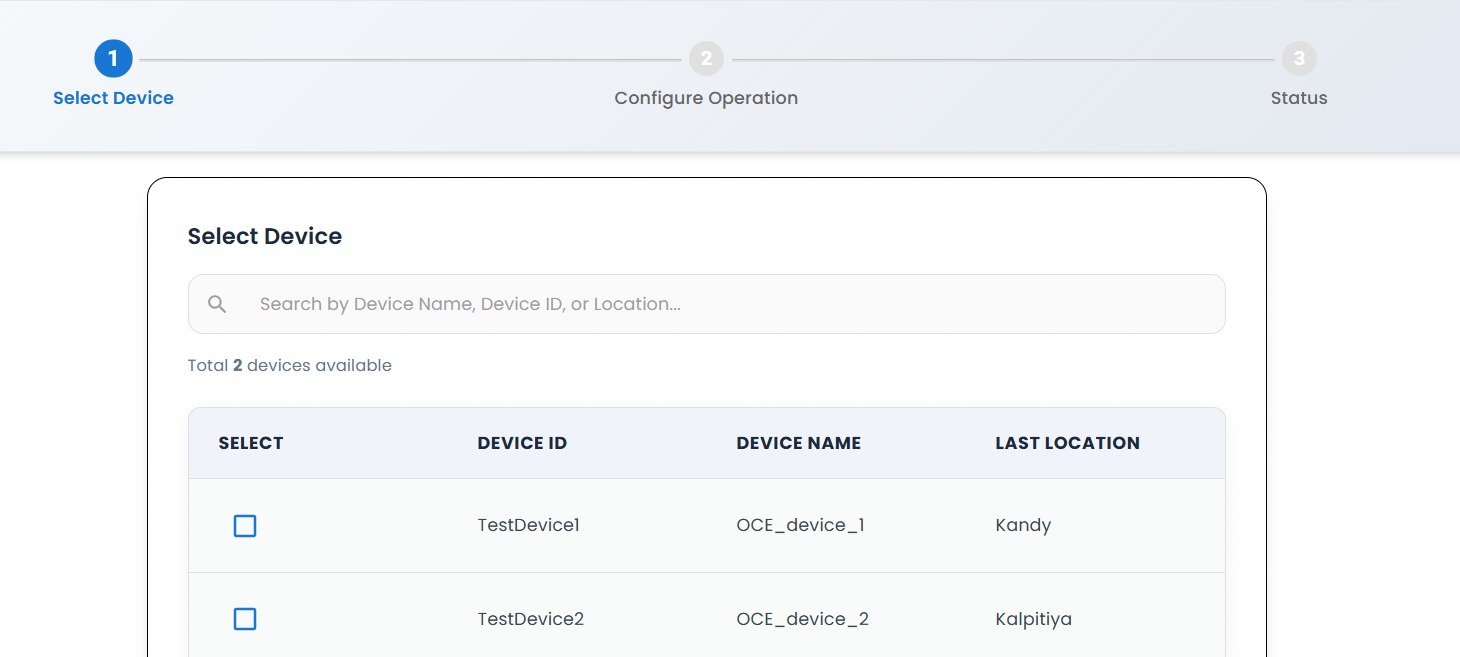 1 2 3
Select Device Configure Operation Status
Select Device
Search by Device Name, Device ID, or Location...
Total 2 devices available
SELECT DEVICE ID DEVICE NAME LAST LOCATION
TestDevice1 OCE_device_1 Kandy
TestDevice2 OCE_device_2 Kalpitiya